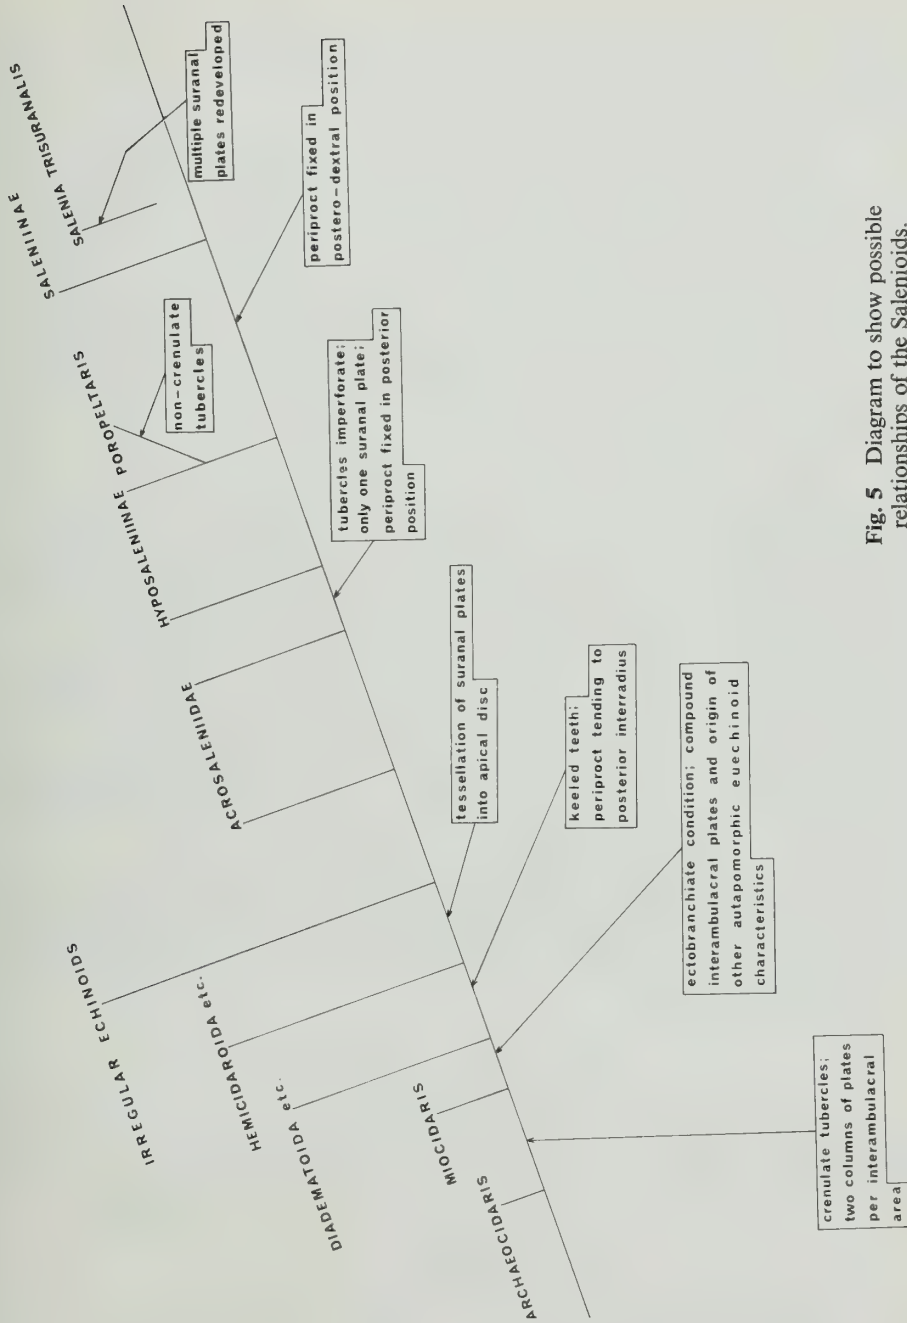 ARCHAEOCIDARIS
MIOCIDARIS
DIADEMATOIDA etc.
HEMICIDAROIDA etc.
IRREGULAR ECHINOIDS
ACROSALENIIDAE
HYPOSALENIINAE
POROPELTARIS
SALENIINAE
SALENIA TRISURANALIS
crenulate tubercles;
two columns of plates
per interambulacral
area
ectobranchiate condition; compound
interambulacral plates and origin of
other autapomorphic euechinoid
characteristics
keeled teeth;
periproct tending to
posterior interradius
tessellation of suranal plates
into apical disc
tubercles imperforate;
only one suranal plate;
periproct fixed in posterior
position
non-crenulate
tubercles
periproct fixed in
postero-dextral position
multiple suranal
plates redeveloped
Fig. 5 Diagram to show possible
relationships of the Salenioids.